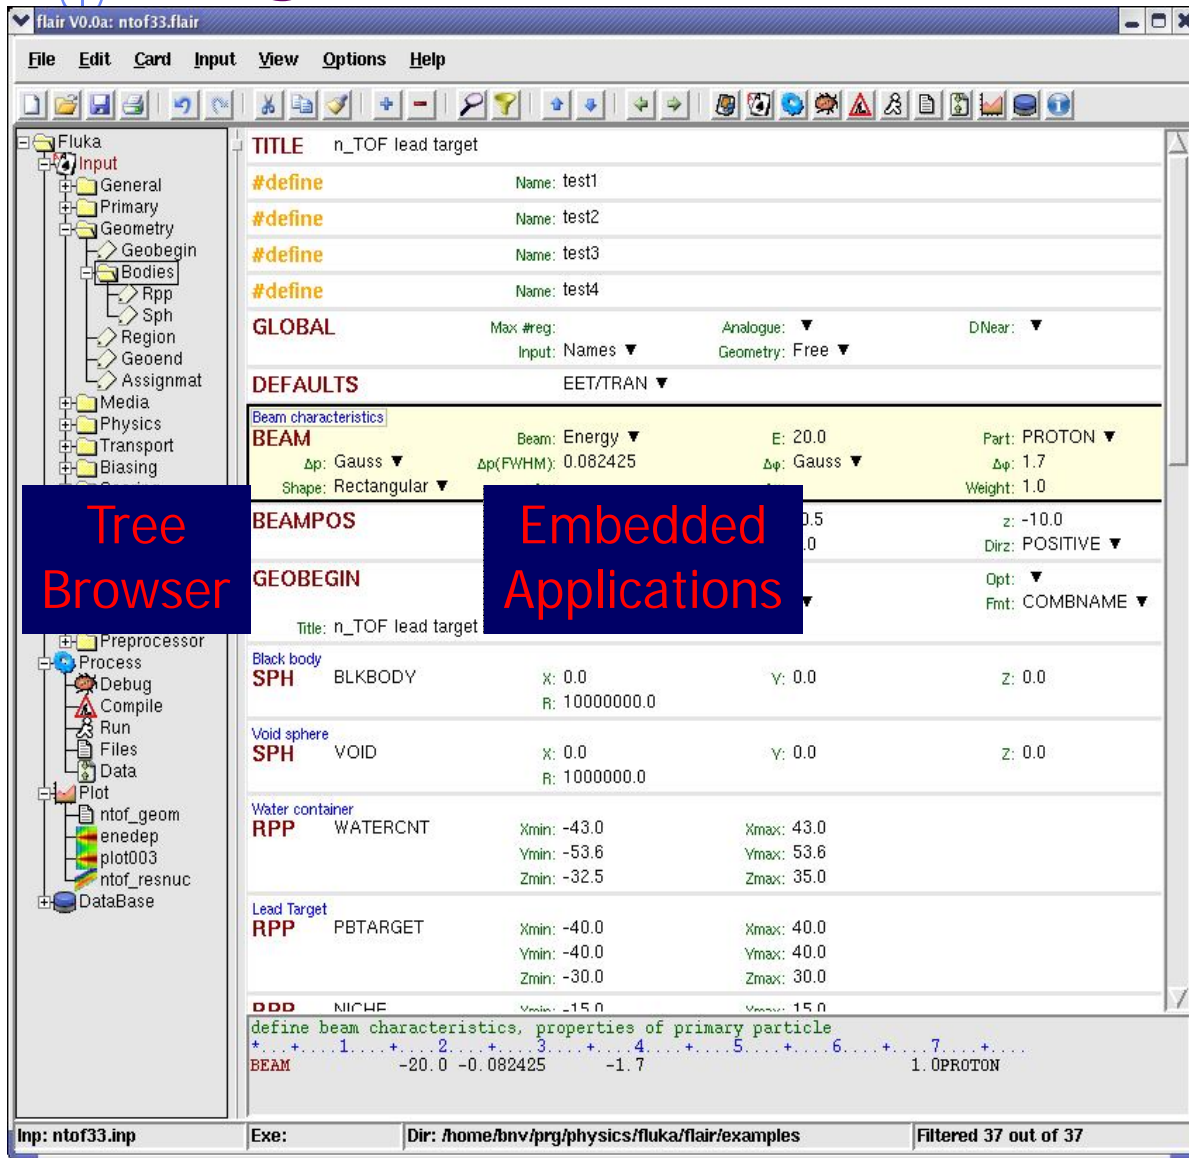 flair V0.0a: ntof33.flair
File Edit Card Input View Options Help
Fluka
Input
General
Primary
Geometry
Geobegin
Bodies
Rpp
Sph
Region
Geoend
Assignmat
Media
Physics
Transport
Biasing
Tree
Browser
Preprocessor
Process
Debug
Compile
Run
Files
Data
Plot
ntof_geom
enedep
plot003
ntof_resnuc
DataBase
TITLE n_TOF lead target
#define Name: test1
#define Name: test2
#define Name: test3
#define Name: test4
GLOBAL Max #reg: Analogue: ▼ DNear: ▼
Input: Names ▼ Geometry: Free ▼
DEFAULTS EET/TRAN ▼
Beam characteristics
BEAM Beam: Energy ▼ E: 20.0 Part: PROTON ▼
Δp: Gauss ▼ Δp(FWHM): 0.082425 Δφ: Gauss ▼ Δφ: 1.7
Shape: Rectangular ▼ Weight: 1.0
BEAMPOS 0.5 z: -10.0
.0 Dirz: POSITIVE ▼
Embedded
Applications
GEOBEGIN Opt: ▼
▼ Fmt: COMBNAME ▼
Title: n_TOF lead target
Black body
SPH BLKBODY X: 0.0 Y: 0.0 Z: 0.0
R: 10000000.0
Void sphere
SPH VOID X: 0.0 Y: 0.0 Z: 0.0
R: 1000000.0
Water container
RPP WATERCNT Xmin: -43.0 Xmax: 43.0
Ymin: -53.6 Ymax: 53.6
Zmin: -32.5 Zmax: 35.0
Lead Target
RPP PBTARGET Xmin: -40.0 Xmax: 40.0
Ymin: -40.0 Ymax: 40.0
Zmin: -30.0 Zmax: 30.0
RPP NICHE Xmin: -15.0 Xmax: 15.0
define beam characteristics, properties of primary particle
*...+....1....+....2....+....3....+....4....+....5....+....6....+....7....+....
BEAM -20.0 -0.082425 -1.7 1.0PROTON
Inp: ntof33.inp Exe: Dir: /home/bnv/prg/physics/fluka/flair/examples Filtered 37 out of 37